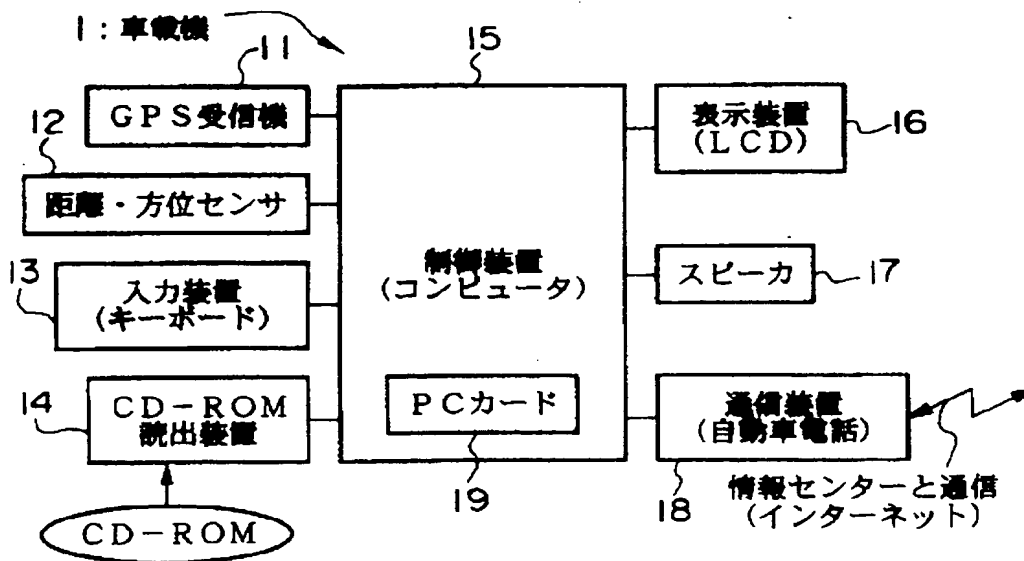 1：車載機
11
GPS受信機
12
距離・方位センサ
13
入力装置
(キーボード)
14
CD－ROM
読出装置
CD－ROM
15
制御装置
(コンピュータ)
PCカード
19
表示装置
(LCD)
16
スピーカ
17
通信装置
(自動車電話)
18
情報センターと通信
(インターネット)